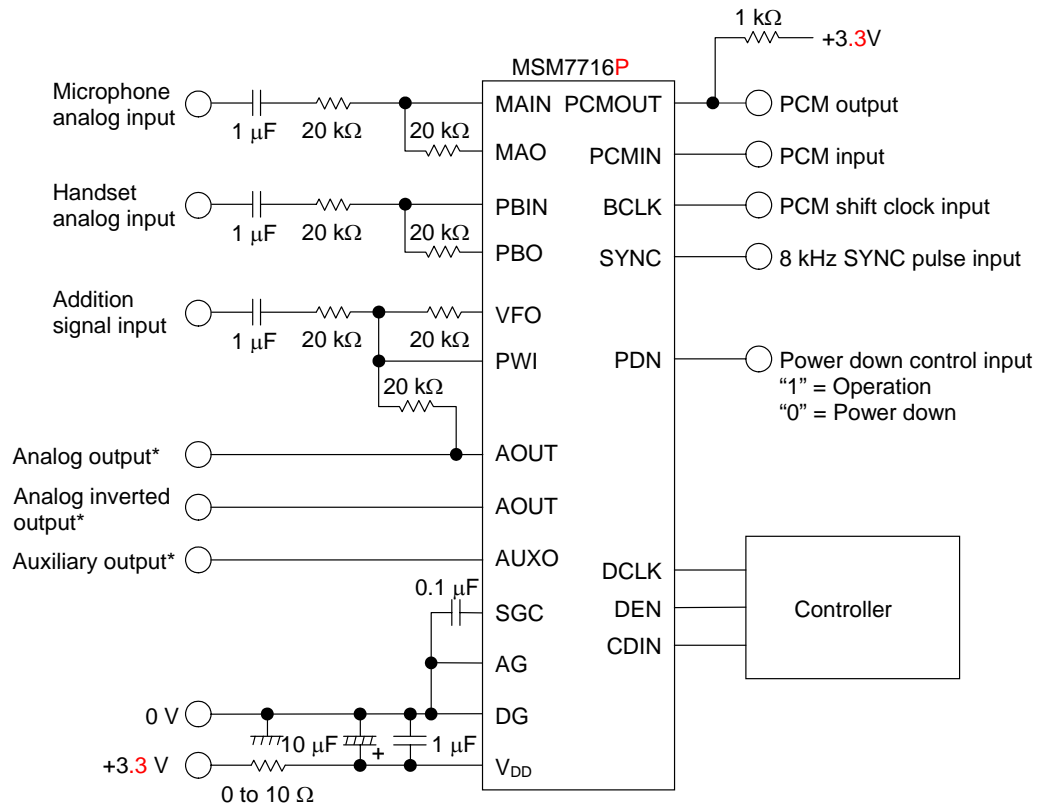 1 kΩ
+3.3V
MSM7716P
Microphone
analog input
1 μF
20 kΩ
20 kΩ
MAIN
PCMOUT
PCM output
MAO
PCMIN
PCM input
Handset
analog input
1 μF
20 kΩ
20 kΩ
PBIN
BCLK
PCM shift clock input
PBO
SYNC
8 kHz SYNC pulse input
Addition
signal input
1 μF
20 kΩ
20 kΩ
VFO
PWI
PDN
Power down control input
“1” = Operation
“0” = Power down
20 kΩ
Analog output*
AOUT
Analog inverted
output*
AOUT
Auxiliary output*
AUXO
DCLK
0.1 μF
SGC
DEN
Controller
CDIN
AG
0 V
DG
10 μF
+
1 μF
+3.3 V
VDD
0 to 10 Ω